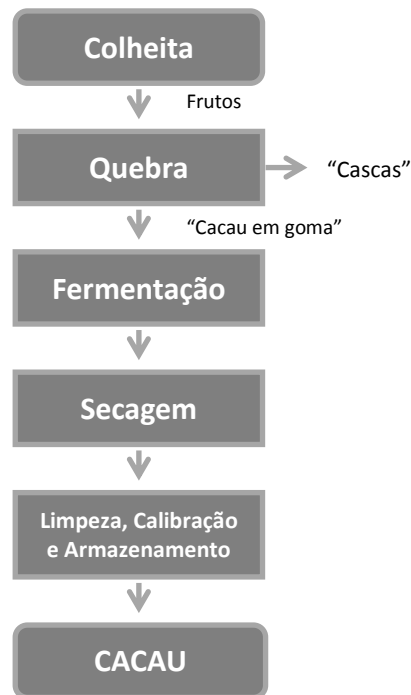 Colheita
Frutos
Quebra
“Cascas”
“Cacau em goma”
Fermentação
Secagem
Limpeza, Calibração
e Armazenamento
CACAU